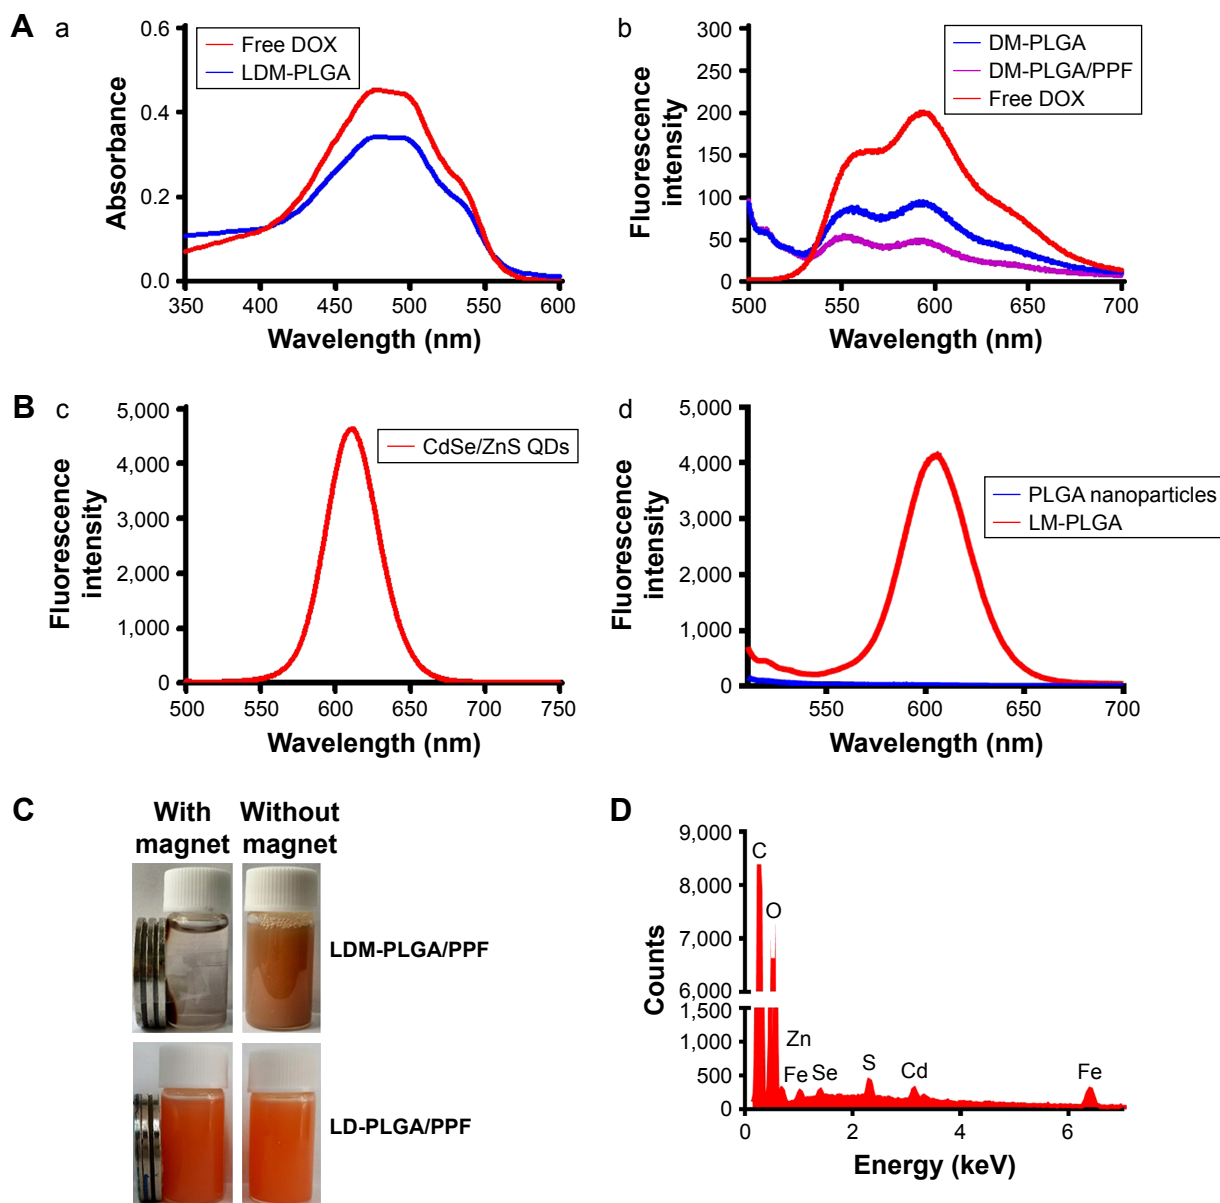 A a
0.6
0.4
0.2
0.0
Absorbance
350 400 450 500 550 600
Wavelength (nm)
Free DOX
LDM-PLGA
b
300
250
200
150
100
50
0
Fluorescence
intensity
500 550 600 650 700
Wavelength (nm)
DM-PLGA
DM-PLGA/PPF
Free DOX
B c
5,000
4,000
3,000
2,000
1,000
0
Fluorescence
intensity
500 550 600 650 700 750
Wavelength (nm)
CdSe/ZnS QDs
d
5,000
4,000
3,000
2,000
1,000
0
Fluorescence
intensity
550 600 650 700
Wavelength (nm)
PLGA nanoparticles
LM-PLGA
C
With
magnet
Without
magnet
LDM-PLGA/PPF
LD-PLGA/PPF
D
9,000
8,000
7,000
6,000
1,500
1,000
500
0
Counts
C
O
Zn
Fe Se S Cd Fe
0 2 4 6
Energy (keV)